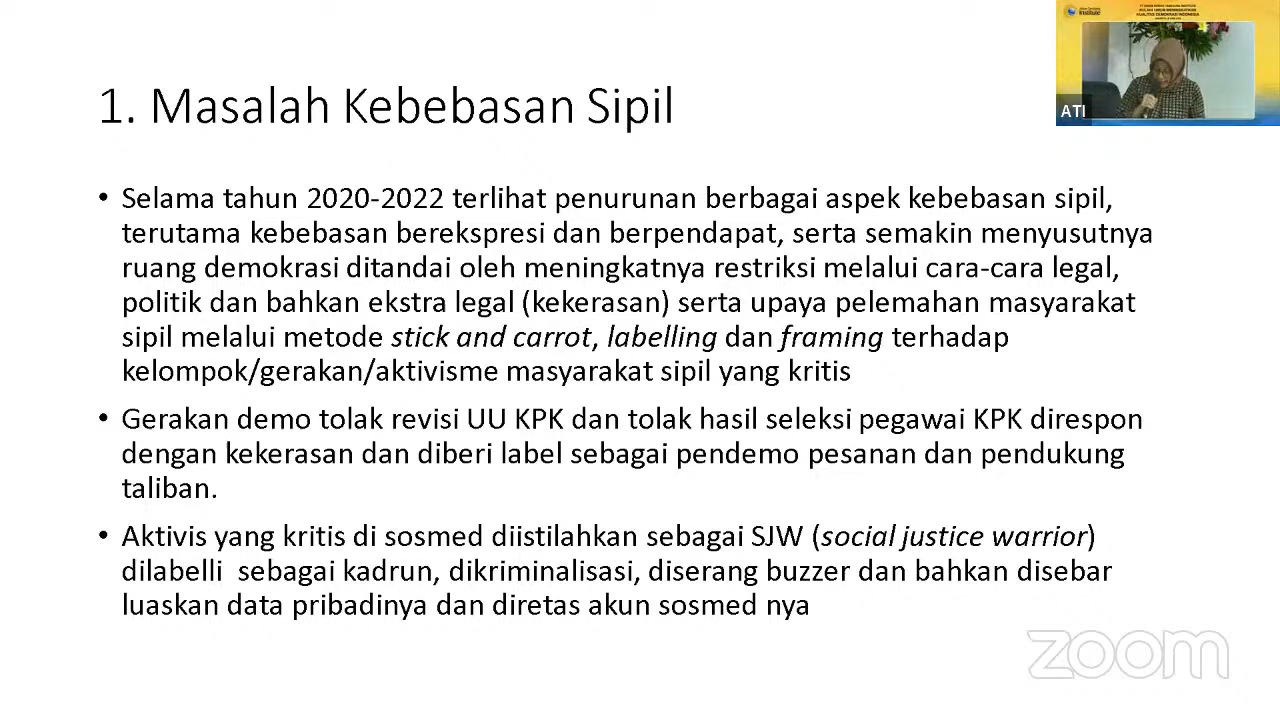 1. Masalah Kebebasan Sipil
• Selama tahun 2020-2022 terlihat penurunan berbagai aspek kebebasan sipil,
terutama kebebasan berekspresi dan berpendapat, serta semakin menyusutnya
ruang demokrasi ditandai oleh meningkatnya restriksi melalui cara-cara legal,
politik dan bahkan ekstra legal (kekerasan) serta upaya pelemahan masyarakat
sipil melalui metode stick and carrot, labelling dan framing terhadap
kelompok/gerakan/aktivisme masyarakat sipil yang kritis
• Gerakan demo tolak revisi UU KPK dan tolak hasil seleksi pegawai KPK direspon
dengan kekerasan dan diberi label sebagai pendemo pesanan dan pendukung
taliban.
• Aktivis yang kritis di sosmed diistilahkan sebagai SJW (social justice warrior)
dilabelli  sebagai kadrun, dikriminalisasi, diserang buzzer dan bahkan disebar
luaskan data pribadinya dan diretas akun sosmed nya
Institute
KUALITAS DEMOKRASI INDONESIA
ATI
zoom